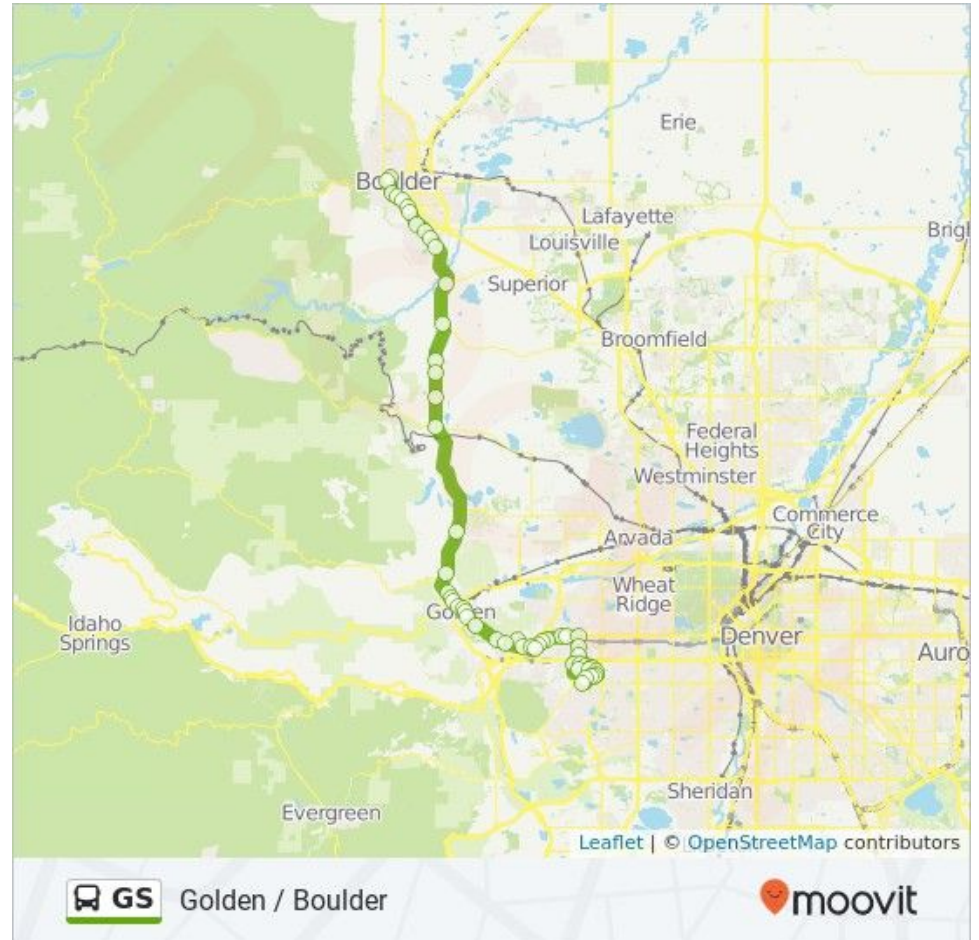 Erie
Boulder
Lafayette
Louisville
Brigh
Superior
Broomfield
Federal
Heights
Westminster
Commerce
City
Arvada
Wheat
Ridge
Golden
Idaho
Springs
Denver
Auro
Sheridan
Evergreen
Leaflet | © OpenStreetMap contributors
GS Golden / Boulder
moovit